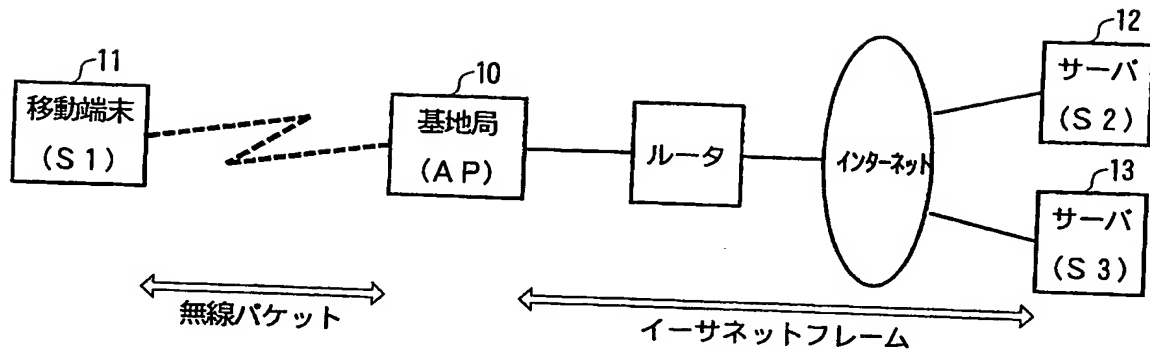 11
移動端末
(S1)
10
基地局
(AP)
ルータ
インターネット
12
サーバ
(S2)
13
サーバ
(S3)
無線パケット
イーサネットフレーム